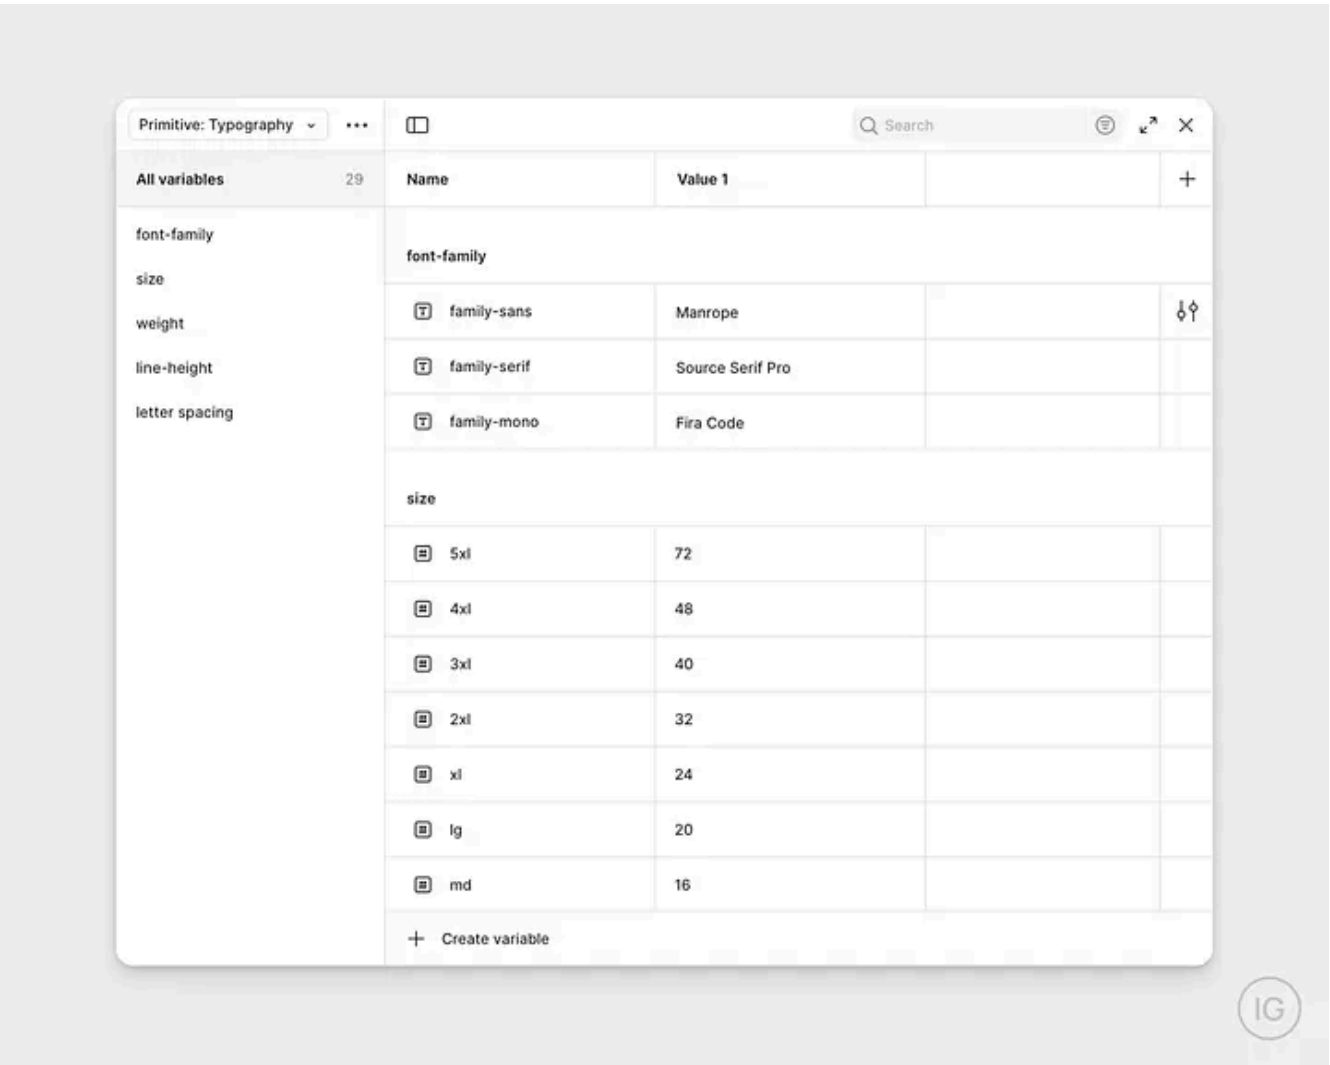 Primitive: Typography
Search
All variables 29
Name Value 1
font-family
size
weight
line-height
letter spacing
font-family
family-sans Manrope
family-serif Source Serif Pro
family-mono Fira Code
size
5xl 72
4xl 48
3xl 40
2xl 32
xl 24
lg 20
md 16
Create variable
IG